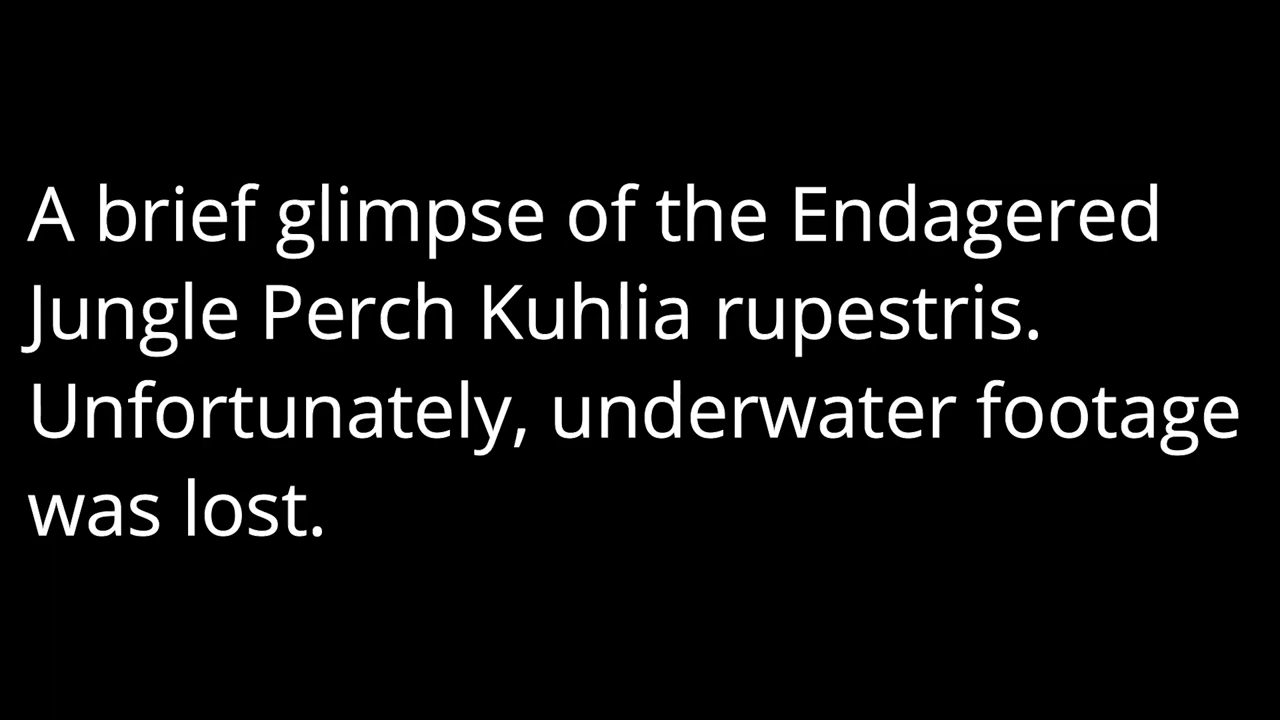 A brief glimpse of the Endagered
Jungle Perch Kuhlia rupestris.
Unfortunately, underwater footage
was lost.